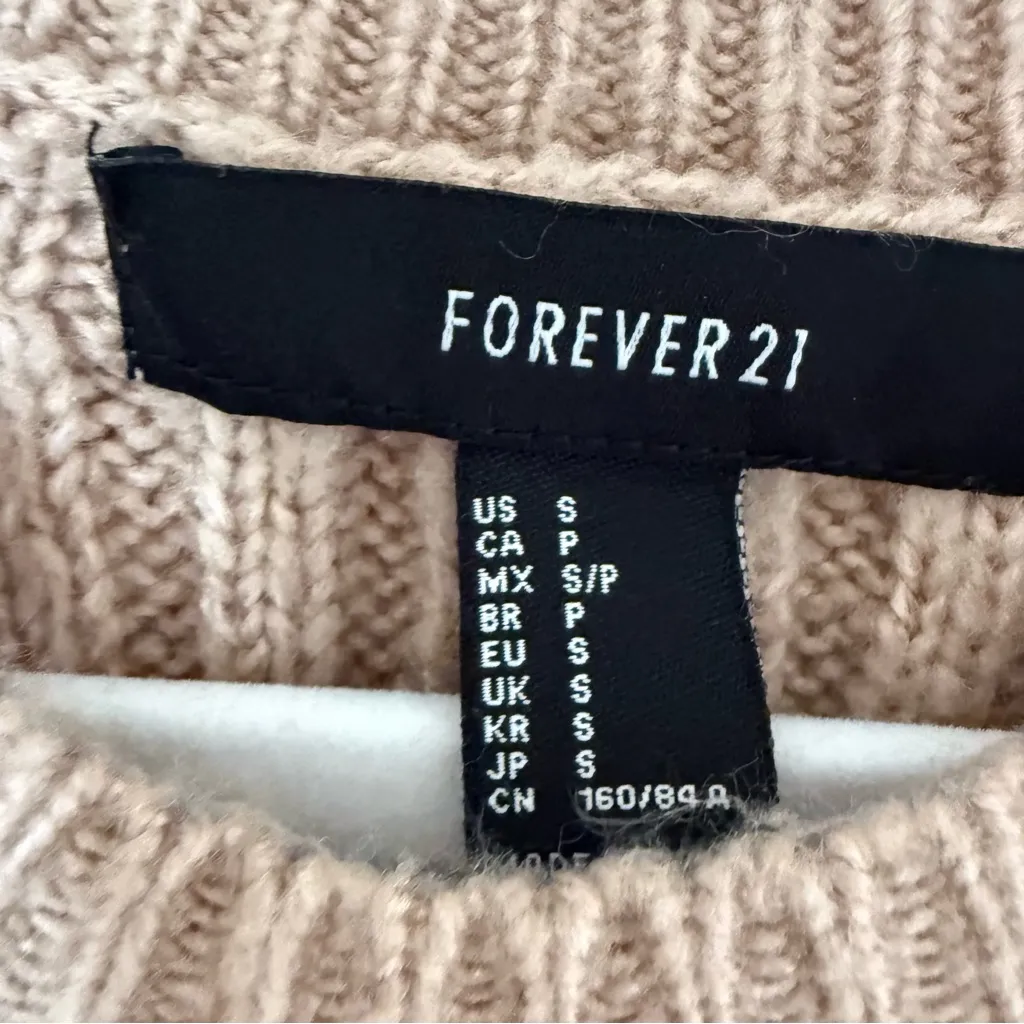 FOREVER 21
US S
CA P
MX S/P
BR P
EU S
UK S
KR S
JP S
CN 160/84 A